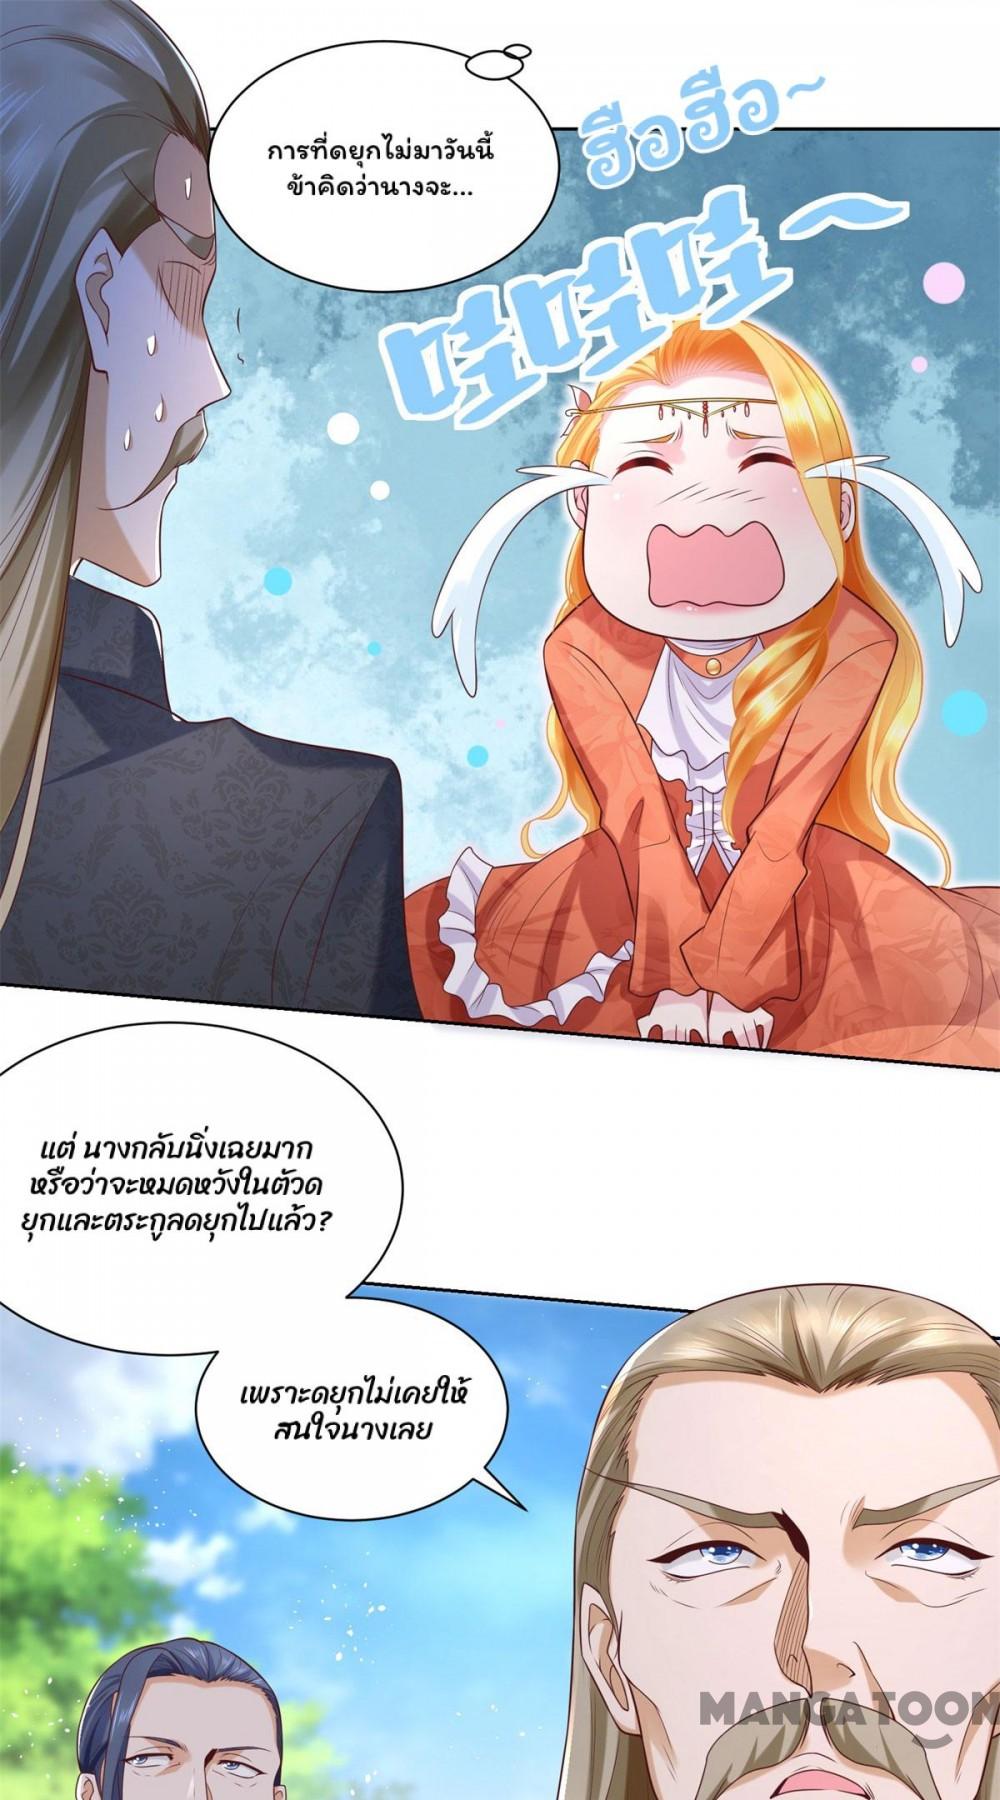 การที่ดยุกไม่มาวันนี้
ข้าคิดว่านางจะ...
ฮือฮือ~
哇哇哇~
แต่ นางกลับนิ่งเฉยมาก
หรือว่าจะหมดหวังในตัวด
ยุกและตระกูลดยุกไปแล้ว?
เพราะดยุกไม่เคยให้
สนใจนางเลย
MANGATOON